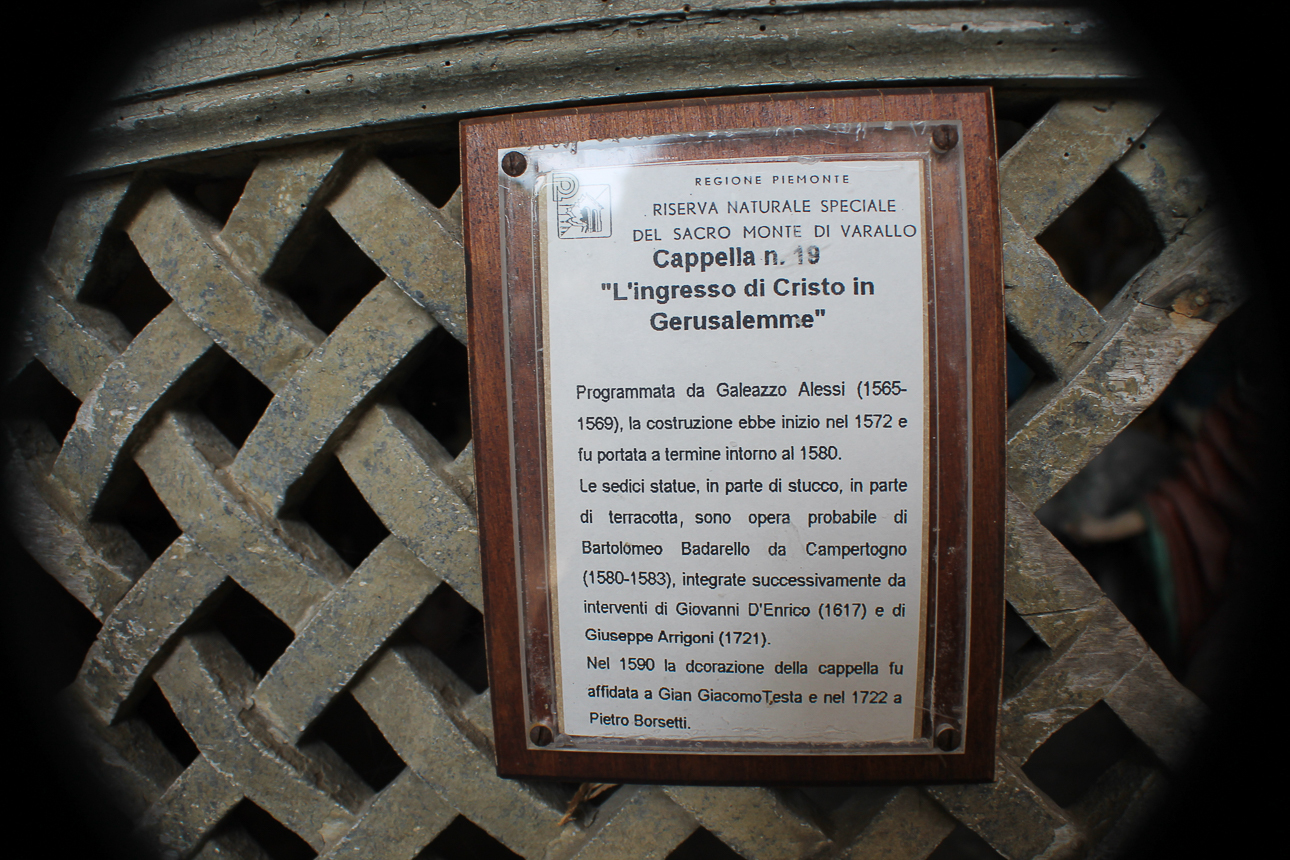 REGIONE PIEMONTE
RISERVA NATURALE SPECIALE
DEL SACRO MONTE DI VARALLO
Cappella n. 19
"L'ingresso di Cristo in
Gerusalemme"
Programmata da Galeazzo Alessi (1565-
1569), la costruzione ebbe inizio nel 1572 e
fu portata a termine intorno al 1580.
Le sedici statue, in parte di stucco, in parte
di terracotta, sono opera probabile di
Bartolomeo Badarello da Campertogno
(1580-1583), integrate successivamente da
interventi di Giovanni D'Enrico (1617) e di
Giuseppe Arrigoni (1721).
Nel 1590 la dcorazione della cappella fu
affidata a Gian GiacomoTesta e nel 1722 a
Pietro Borsetti.